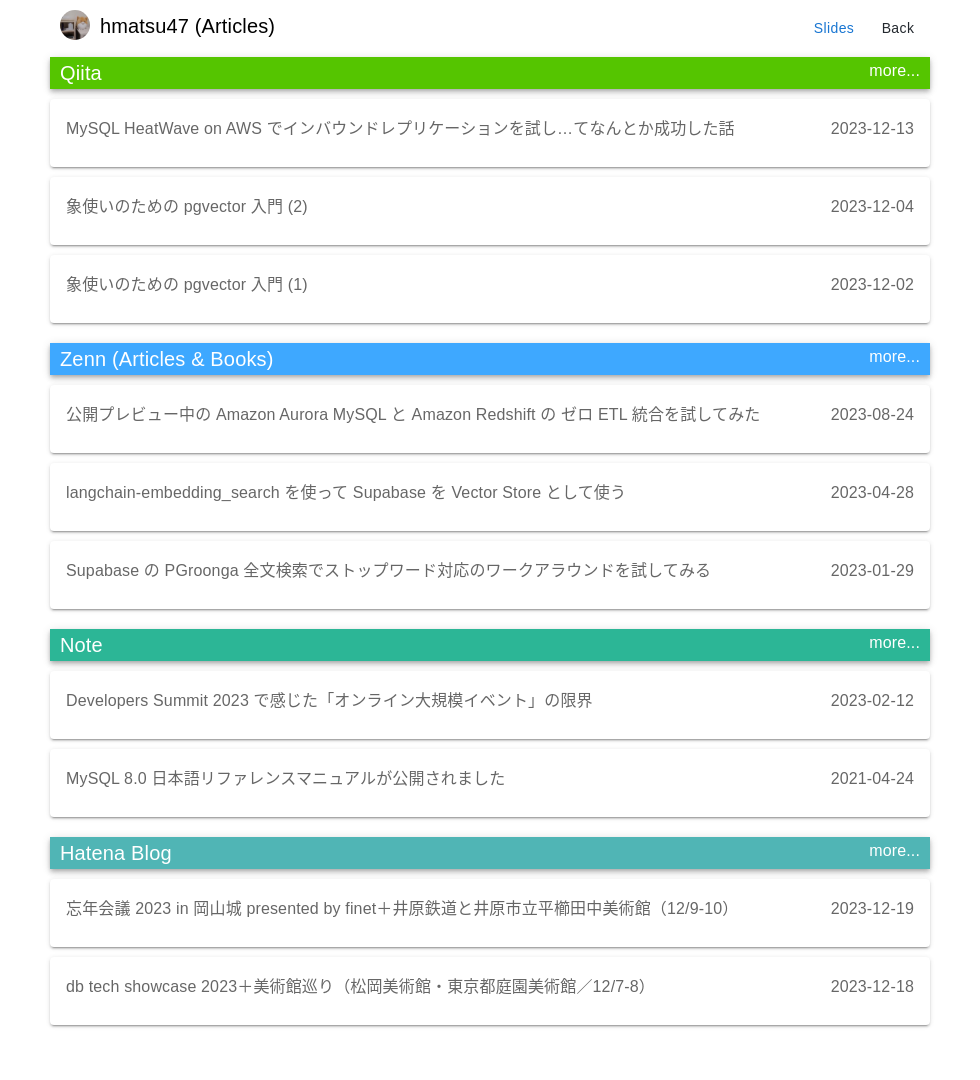 hmatsu47 (Articles)
Slides Back
Qiita more...
MySQL HeatWave on AWS でインバウンドレプリケーションを試し…てなんとか成功した話 2023-12-13
象使いのための pgvector 入門 (2) 2023-12-04
象使いのための pgvector 入門 (1) 2023-12-02
Zenn (Articles & Books) more...
公開プレビュー中の Amazon Aurora MySQL と Amazon Redshift の ゼロ ETL 統合を試してみた 2023-08-24
langchain-embedding_search を使って Supabase を Vector Store として使う 2023-04-28
Supabase の PGroonga 全文検索でストップワード対応のワークアラウンドを試してみる 2023-01-29
Note more...
Developers Summit 2023 で感じた「オンライン大規模イベント」の限界 2023-02-12
MySQL 8.0 日本語リファレンスマニュアルが公開されました 2021-04-24
Hatena Blog more...
忘年会議 2023 in 岡山城 presented by finet＋井原鉄道と井原市立平櫛田中美術館（12/9-10） 2023-12-19
db tech showcase 2023＋美術館巡り（松岡美術館・東京都庭園美術館／12/7-8） 2023-12-18